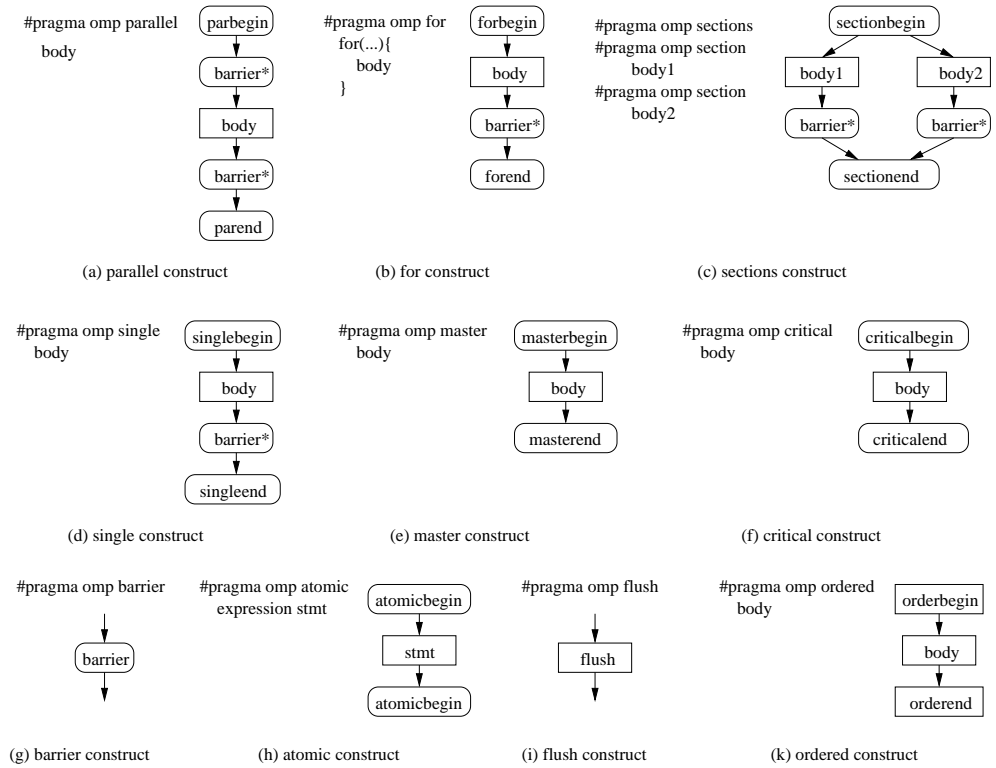 #pragma omp parallel
body
parbegin
barrier*
body
barrier*
parend
(a) parallel construct
#pragma omp for
for(...){
body
}
forbegin
body
barrier*
forend
(b) for construct
#pragma omp sections
#pragma omp section
body1
#pragma omp section
body2
sectionbegin
body1
body2
barrier*
barrier*
sectionend
(c) sections construct
#pragma omp single
body
singlebegin
body
barrier*
singleend
(d) single construct
#pragma omp master
body
masterbegin
body
masterend
(e) master construct
#pragma omp critical
body
criticalbegin
body
criticalend
(f) critical construct
#pragma omp barrier
barrier
(g) barrier construct
#pragma omp atomic
expression stmt
atomicbegin
stmt
atomicbegin
(h) atomic construct
#pragma omp flush
flush
(i) flush construct
#pragma omp ordered
body
orderbegin
body
orderend
(k) ordered construct